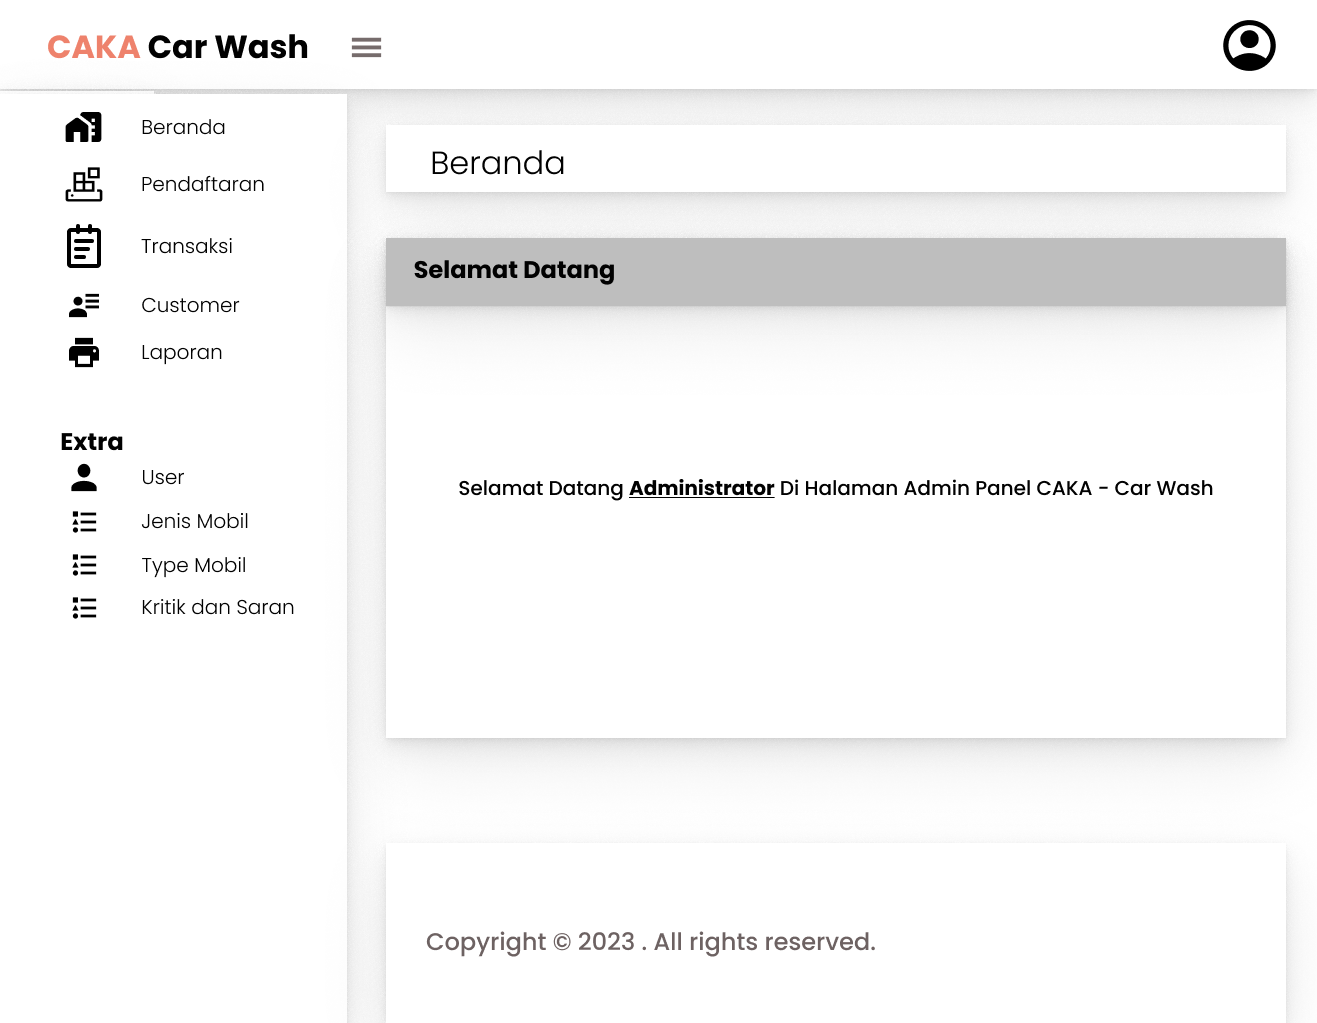 CAKA Car Wash
Beranda
Pendaftaran
Transaksi
Customer
Laporan
Extra
User
Jenis Mobil
Type Mobil
Kritik dan Saran
Beranda
Selamat Datang
Selamat Datang Administrator Di Halaman Admin Panel CAKA - Car Wash
Copyright © 2023 . All rights reserved.